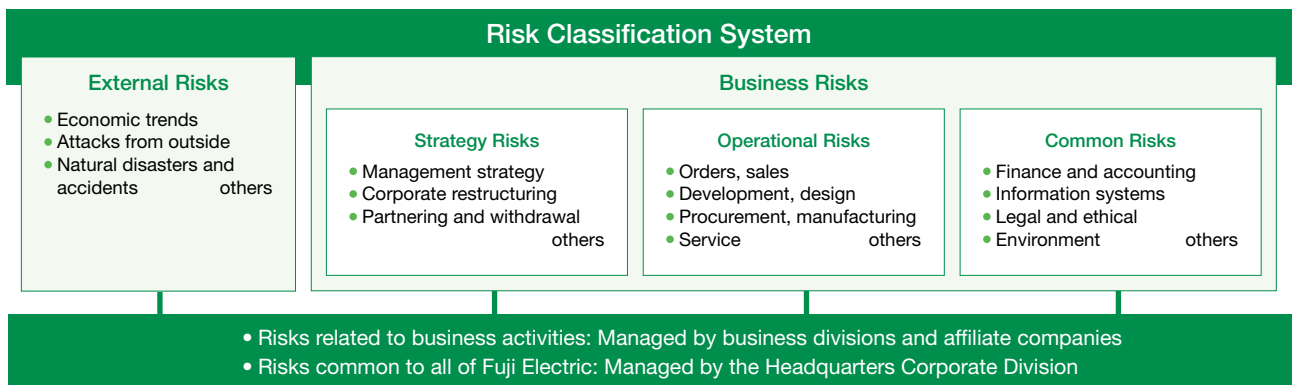 Risk Classification System
External Risks
• Economic trends
• Attacks from outside
• Natural disasters and
accidents others
Business Risks
Strategy Risks
• Management strategy
• Corporate restructuring
• Partnering and withdrawal
others
Operational Risks
• Orders, sales
• Development, design
• Procurement, manufacturing
• Service others
Common Risks
• Finance and accounting
• Information systems
• Legal and ethical
• Environment others
• Risks related to business activities: Managed by business divisions and affiliate companies
• Risks common to all of Fuji Electric: Managed by the Headquarters Corporate Division